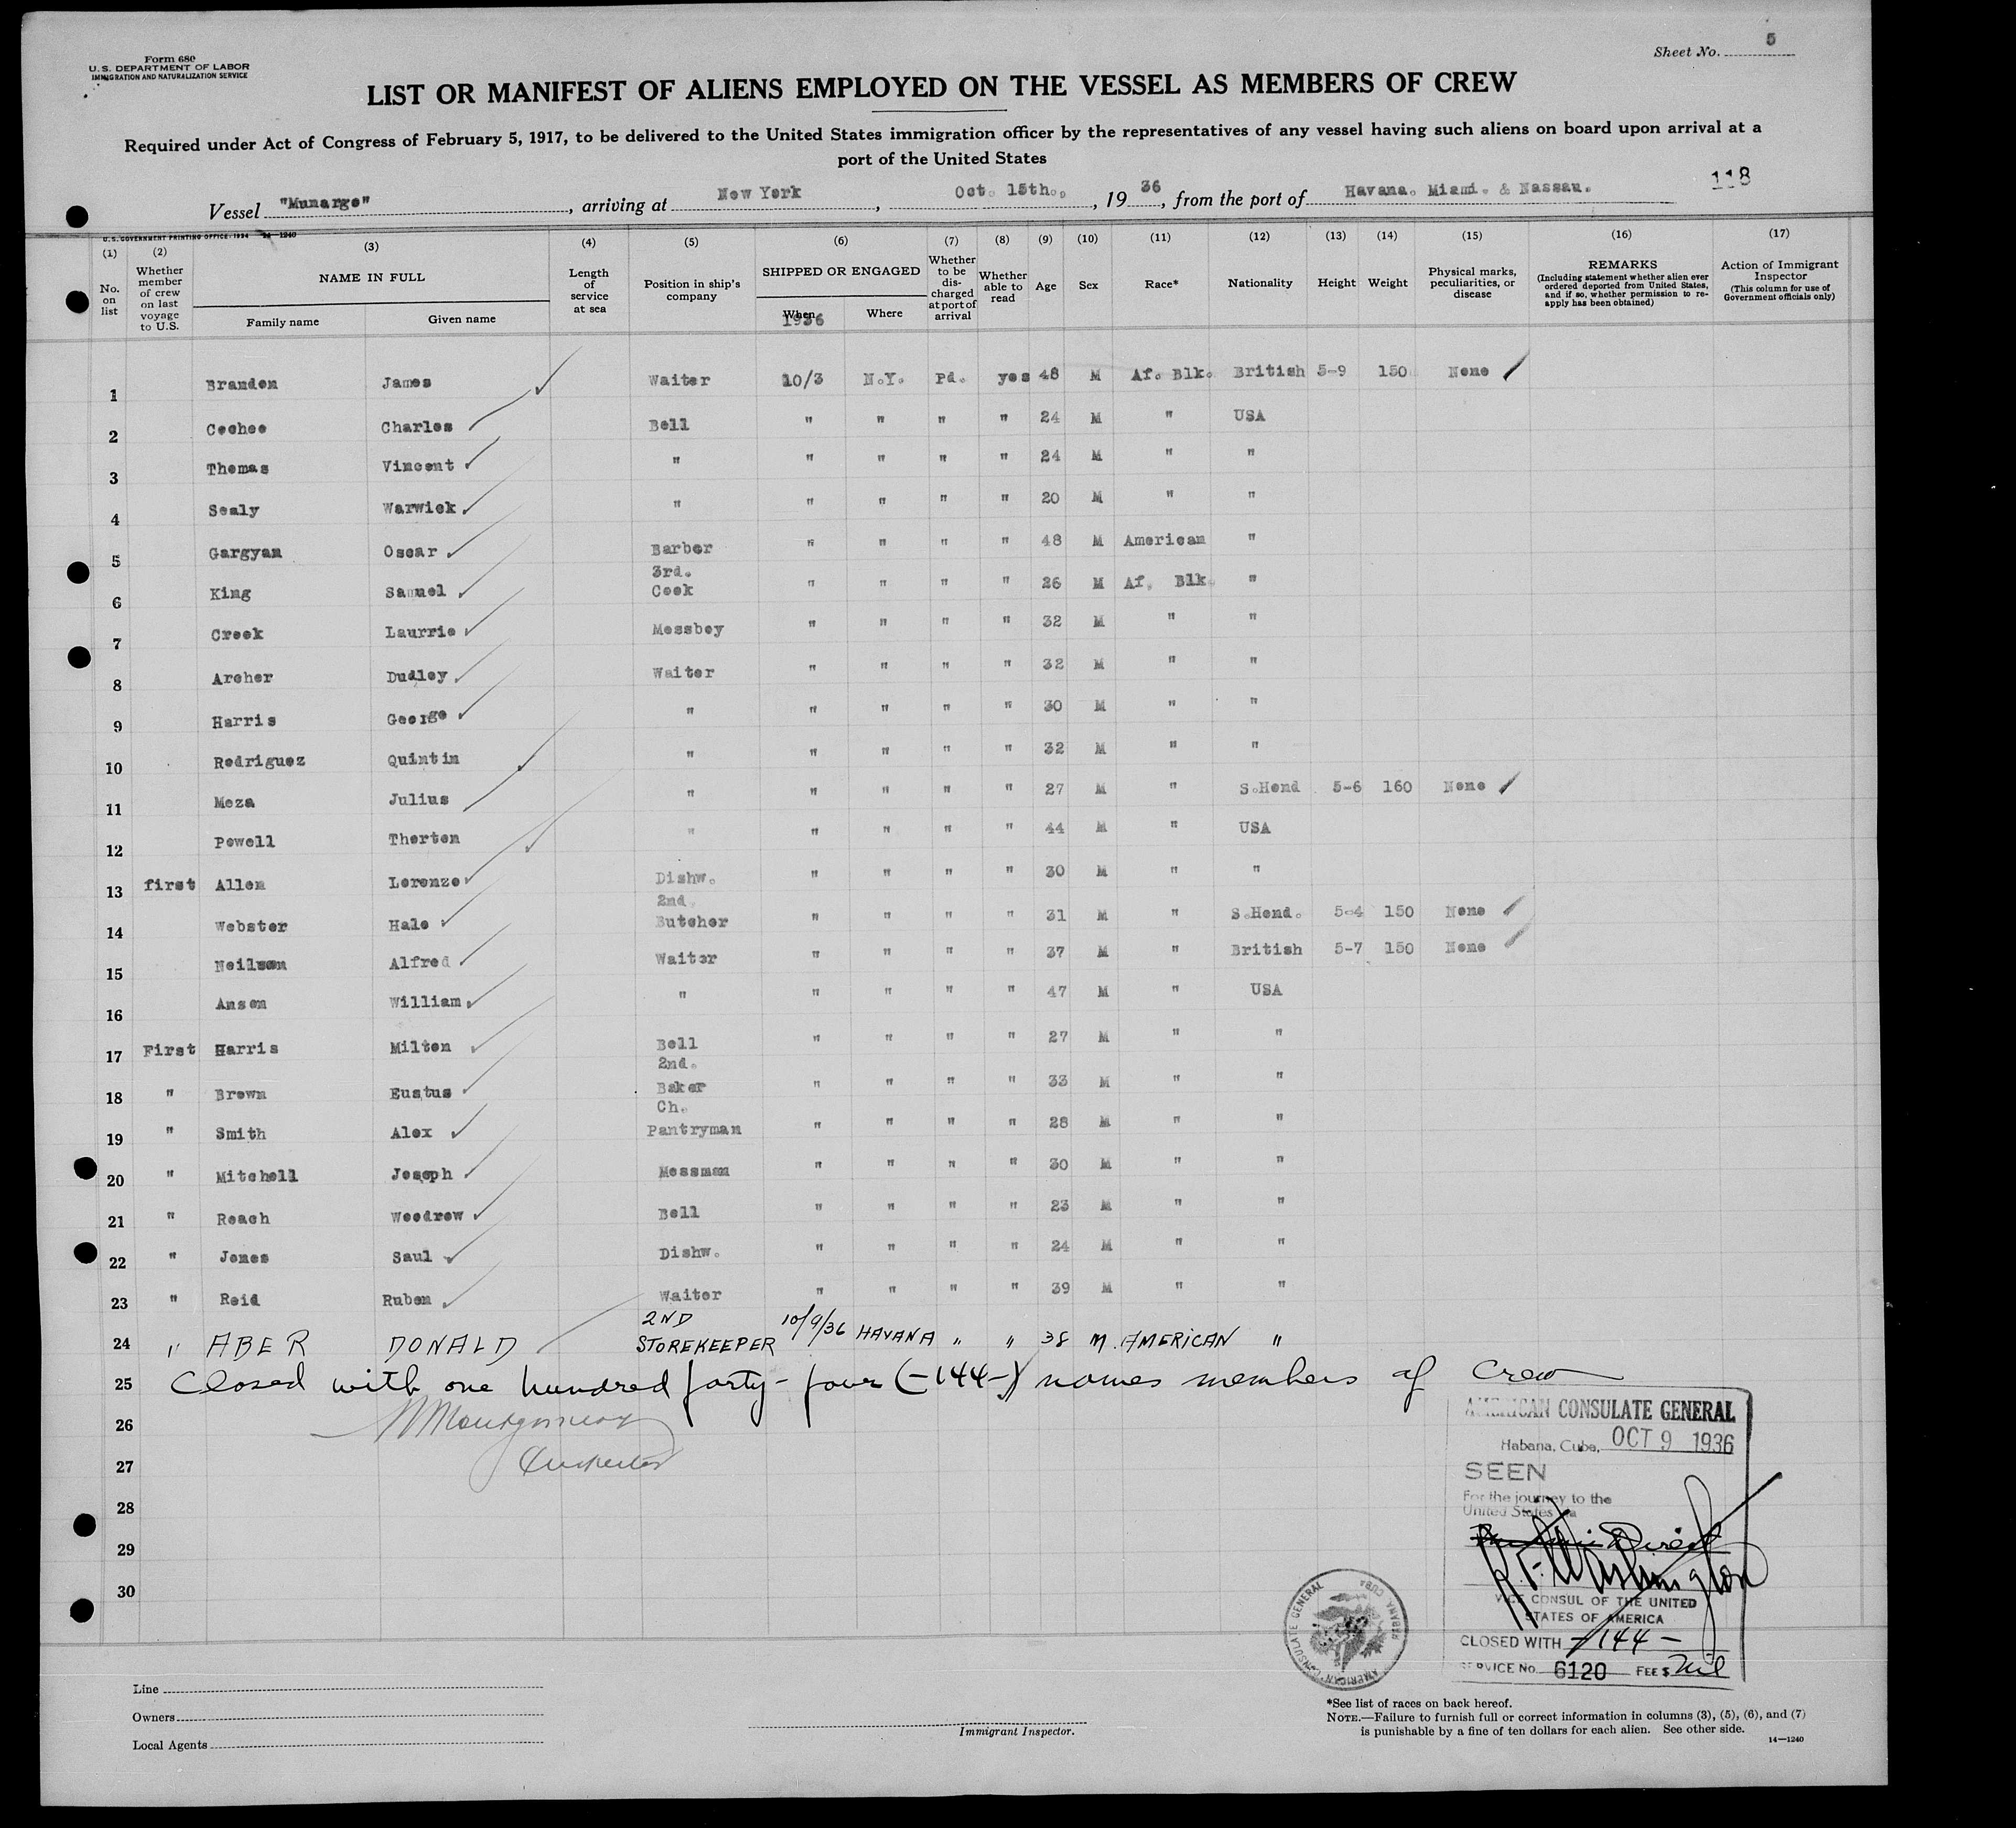 Form 680
U. S. DEPARTMENT OF LABOR
IMMIGRATION AND NATURALIZATION SERVICE
Sheet No. 5
LIST OR MANIFEST OF ALIENS EMPLOYED ON THE VESSEL AS MEMBERS OF CREW
Required under Act of Congress of February 5, 1917, to be delivered to the United States immigration officer by the representatives of any vessel having such aliens on board upon arrival at a
port of the United States
118
Vessel "Munargo", arriving at New York, Oct. 15th., 1936, from the port of Havana. Miami. & Nassau.
U. S. GOVERNMENT PRINTING OFFICE: 1934 14—1240
(1) No. on list (2) Whether member of crew on last voyage to U.S. (3) NAME IN FULL Family name Given name (4) Length of service at sea (5) Position in ship's company (6) SHIPPED OR ENGAGED When 1936 Where (7) Whether to be discharged at port of arrival (8) Whether able to read (9) Age (10) Sex (11) Race* (12) Nationality (13) Height (14) Weight (15) Physical marks, peculiarities, or disease (16) REMARKS (Including statement whether alien ever ordered deported from United States, and if so, whether permission to reapply has been obtained) (17) Action of Immigrant Inspector (This column for use of Government officials only)
1 Brandon James Waiter 10/3 N.Y. Pd. yes 48 M Af. Blk. British 5-9 150 None
2 Coohee Charles Bell " " " " 24 M " USA
3 Thomas Vincent " " " " " 24 M " "
4 Sealy Warwick " " " " " 20 M " "
5 Gargyan Oscar Barber " " " " 48 M American "
6 King Samuel 3rd. Cook " " " " 26 M Af. Blk. "
7 Creek Laurrie Messboy " " " " 32 M " "
8 Archer Dudley Waiter " " " " 32 M " "
9 Harris George " " " " " 30 M " "
10 Rodriguez Quintin " " " " " 32 M " "
11 Meza Julius " " " " " 27 M " S.Hond 5-6 160 None
12 Powell Thorton " " " " " 44 M " USA
13 first Allen Lorenzo Dishw. " " " " 30 M " "
14 Webster Hale 2nd. Butcher " " " " 31 M " S.Hond. 5-4 150 None
15 Neilson Alfred Waiter " " " " 37 M " British 5-7 150 None
16 Anson William " " " " " 47 M " USA
17 First Harris Milton Bell " " " " 27 M " "
18 " Brown Eustus 2nd. Baker " " " " 33 M " "
19 " Smith Alex Ch. Pantryman " " " " 28 M " "
20 " Mitchell Joseph Messman " " " " 30 M " "
21 " Roach Woodrow Bell " " " " 23 M " "
22 " Jones Saul Dishw. " " " " 24 M " "
23 " Reid Ruben Waiter " " " " 39 M " "
24 " ABER DONALD 2ND STOREKEEPER 10/9/36 HAVANA " " 38 M. AMERICAN "
25 Closed with one hundred forty-four (-144-) names members of crew
26 Montgomery
27
28
29
30
AMERICAN CONSULATE GENERAL
Habana, Cuba, OCT 9 1936
SEEN
For the journey to the
United States via
Direct
Washington
VICE CONSUL OF THE UNITED
STATES OF AMERICA
CLOSED WITH -144-
SERVICE No. 6120 FEE $ Nil
AMERICAN CONSULATE GENERAL HABANA, CUBA
Line
Owners
Local Agents
Immigrant Inspector.
*See list of races on back hereof.
NOTE.—Failure to furnish full or correct information in columns (3), (5), (6), and (7)
is punishable by a fine of ten dollars for each alien. See other side.
14—1240